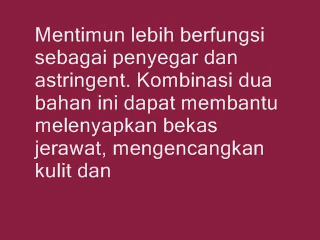 Mentimun lebih berfungsi
sebagai penyegar dan
astringent. Kombinasi dua
bahan ini dapat membantu
melenyapkan bekas
jerawat, mengencangkan
kulit dan